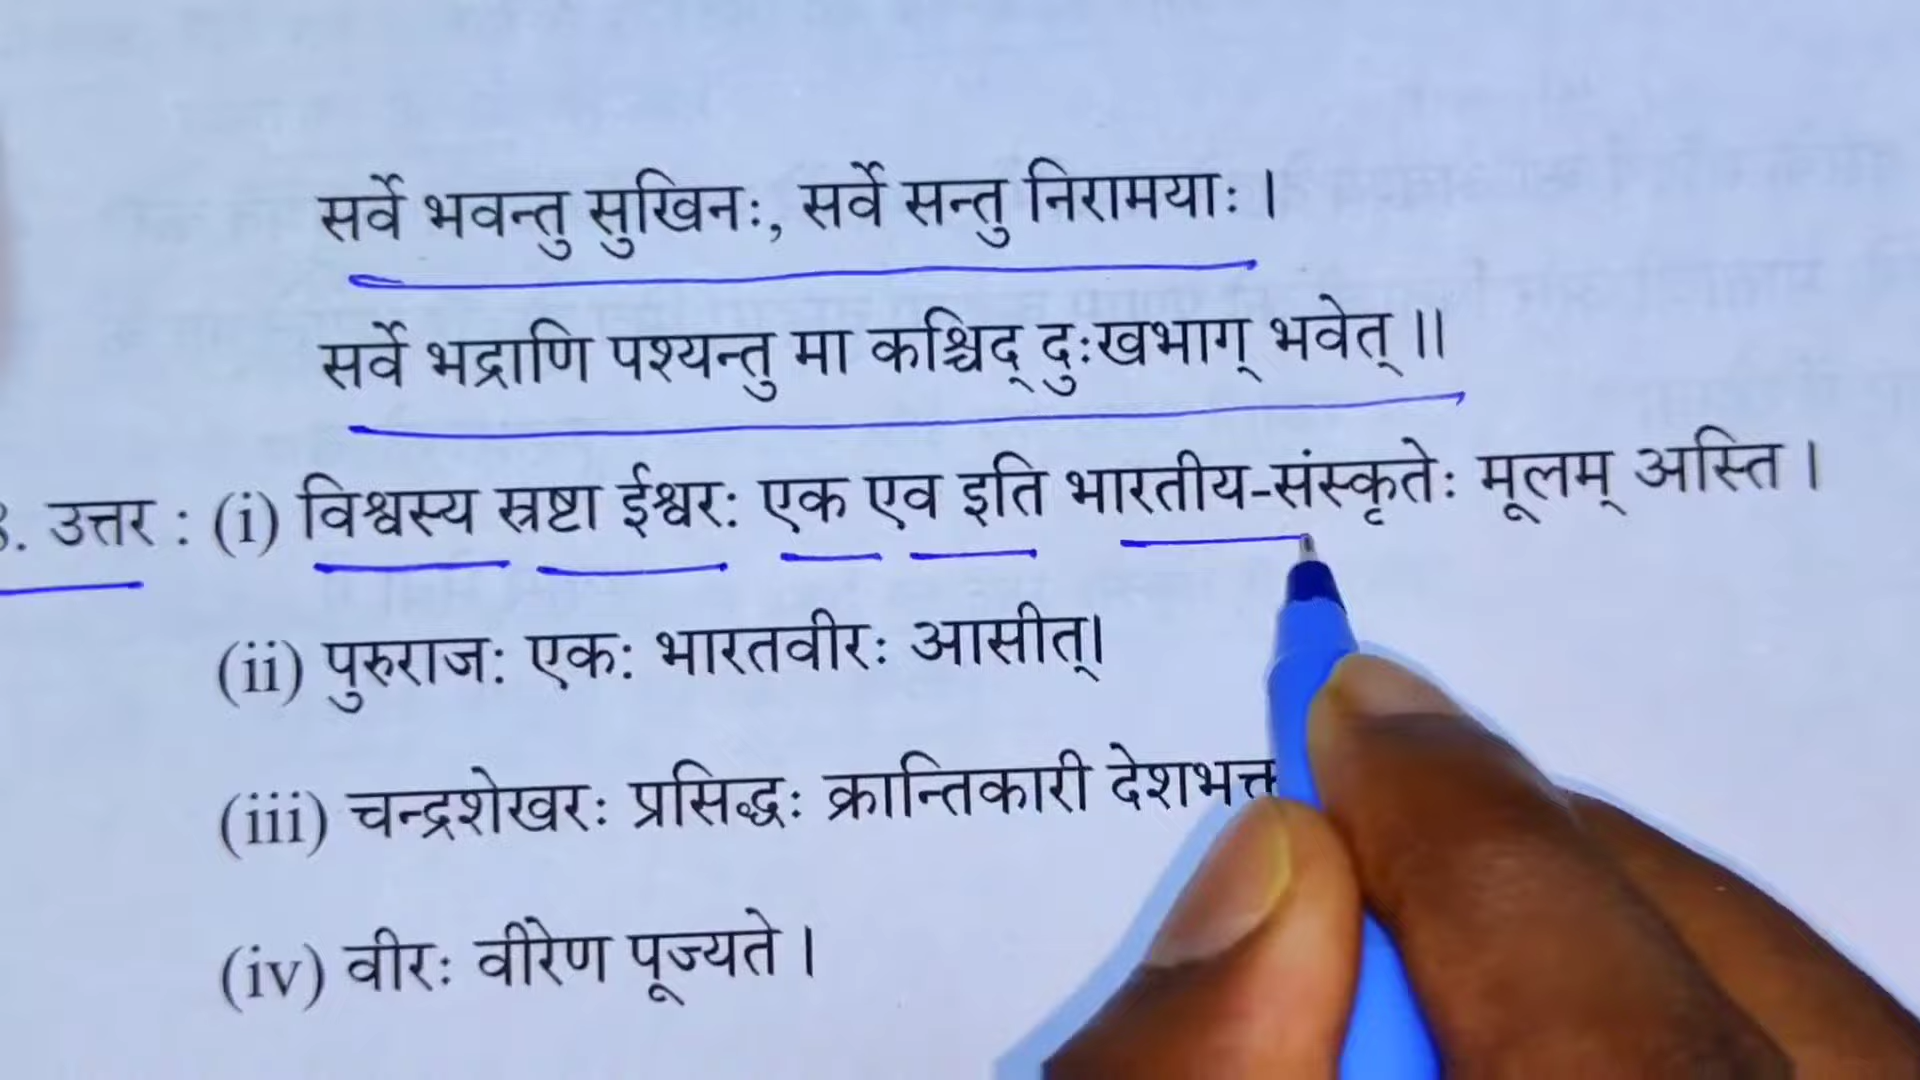 सर्वे भवन्तु सुखिनः, सर्वे सन्तु निरामयाः ।
सर्वे भद्राणि पश्यन्तु मा कश्चिद् दुःखभाग् भवेत् ॥
. उत्तर : (i) विश्वस्य स्रष्टा ईश्वरः एक एव इति भारतीय-संस्कृतेः मूलम् अस्ति ।
(ii) पुरुराजः एकः भारतवीरः आसीत्।
(iii) चन्द्रशेखरः प्रसिद्धः क्रान्तिकारी देशभक्त
(iv) वीरः वीरेण पूज्यते ।